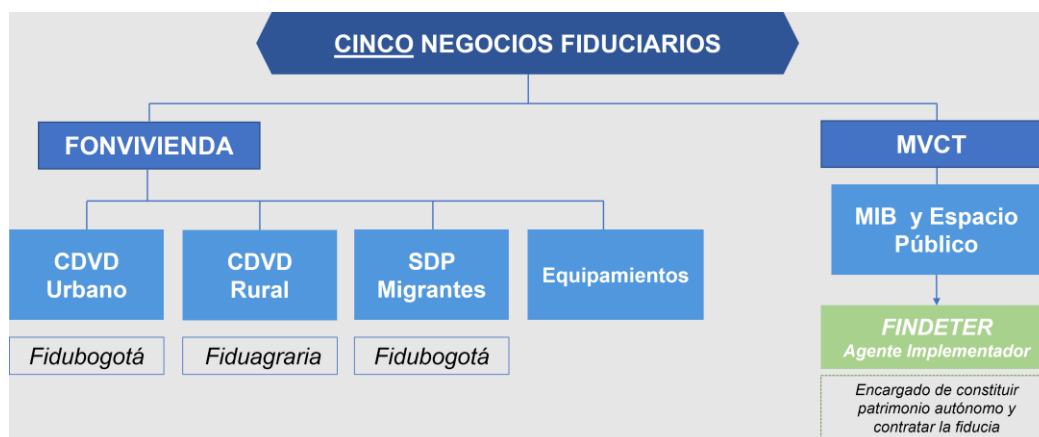 CINCO NEGOCIOS FIDUCIARIOS
FONVIVIENDA
MVCT
MIB y Espacio
Público
CDVD
Urbano
CDVD
Rural
SDP
Migrantes
Equipamientos
Fidubogotá
Fiduagraria
Fidubogotá
FINDETER
Agente Implementador
Encargado de constituir
patrimonio autónomo y
contratar la fiducia